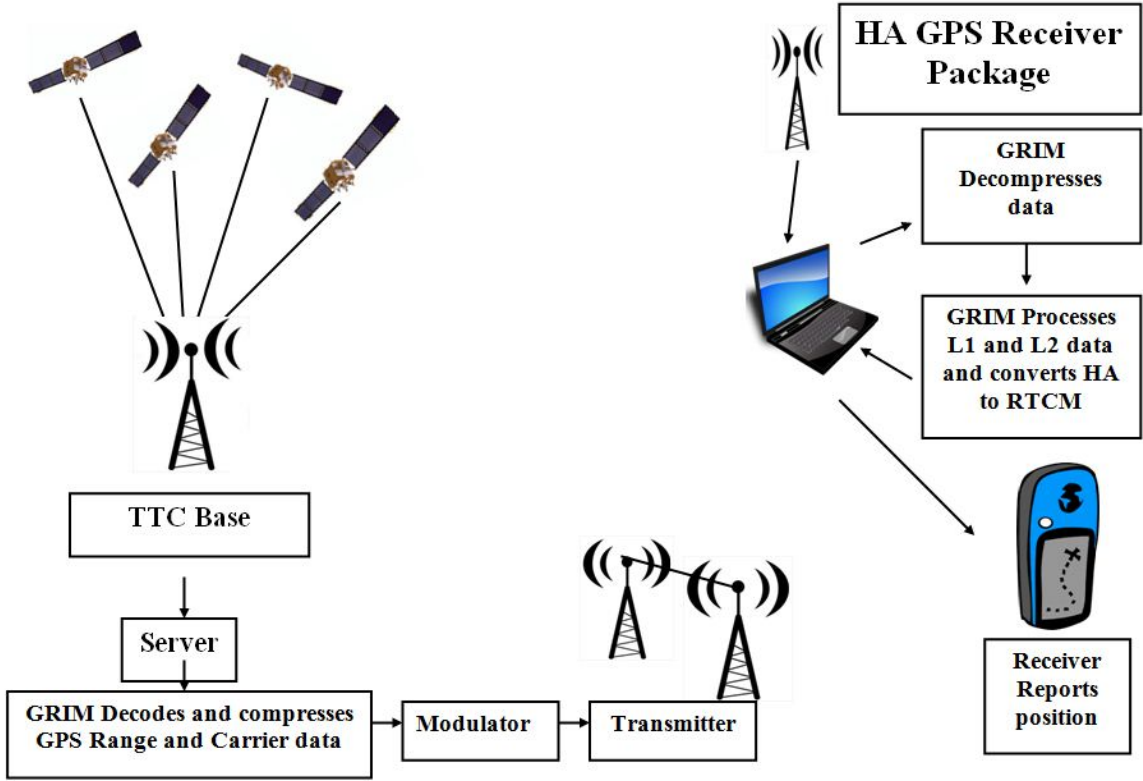 HA GPS Receiver
Package
GRIM
Decompresses
data
GRIM Processes
L1 and L2 data
and converts HA
to RTCM
TTC Base
Server
GRIM Decodes and compresses
GPS Range and Carrier data
Modulator
Transmitter
Receiver
Reports
position